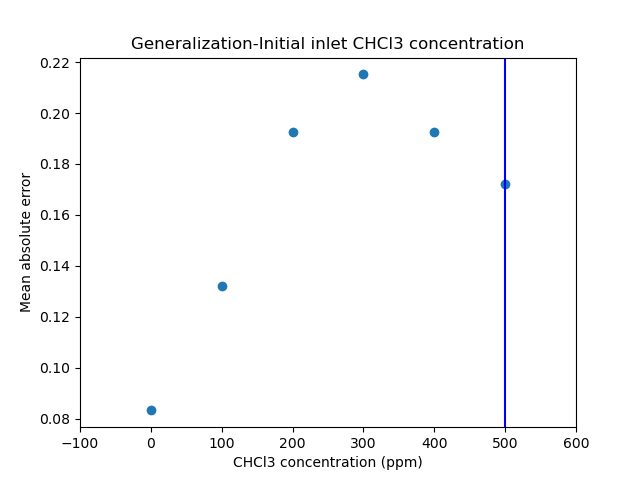 Generalization-Initial inlet CHCl3 concentration
Mean absolute error
0.22
0.20
0.18
0.16
0.14
0.12
0.10
0.08
−100 0 100 200 300 400 500 600
CHCl3 concentration (ppm)